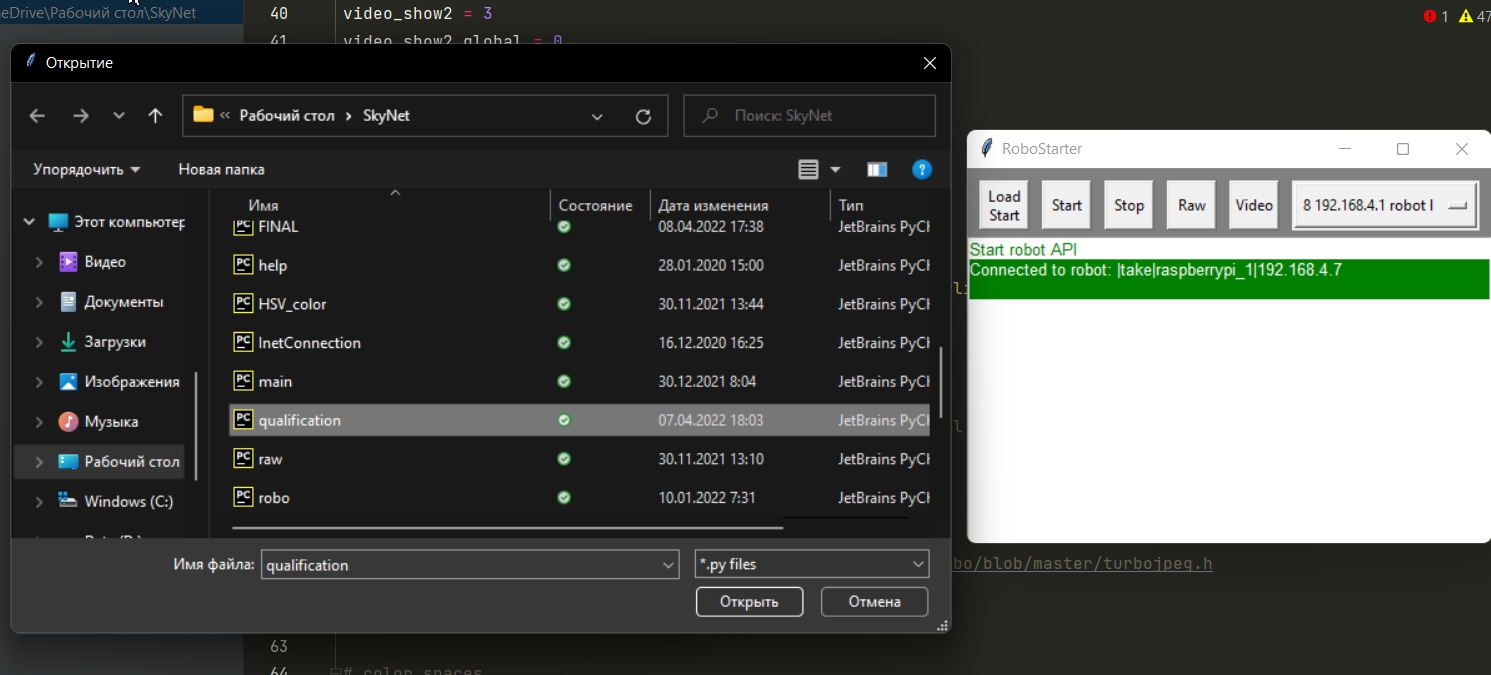 eDrive\Рабочий стол\SkyNet
40 video_show2 = 3
41 video_show2_global = 0
1 47
Открытие
« Рабочий стол › SkyNet
Поиск: SkyNet
Упорядочить Новая папка
Имя Состояние Дата изменения Тип
Этот компьютер
Видео
Документы
Загрузки
Изображения
Музыка
Рабочий стол
Windows (C:)
FINAL 08.04.2022 17:38 JetBrains PyCh
help 28.01.2020 15:00 JetBrains PyCh
HSV_color 30.11.2021 13:44 JetBrains PyCh
InetConnection 16.12.2020 16:25 JetBrains PyCh
main 30.12.2021 8:04 JetBrains PyCh
qualification 07.04.2022 18:03 JetBrains PyCh
raw 30.11.2021 13:10 JetBrains PyCh
robo 10.01.2022 7:31 JetBrains PyCh
Имя файла: qualification *.py files
Открыть Отмена
RoboStarter
Load Start
Start
Stop
Raw
Video
8 192.168.4.1 robot I
Start robot API
Connected to robot: |take|raspberrypi_1|192.168.4.7
bo/blob/master/turbojpeg.h
63
64 # color spaces